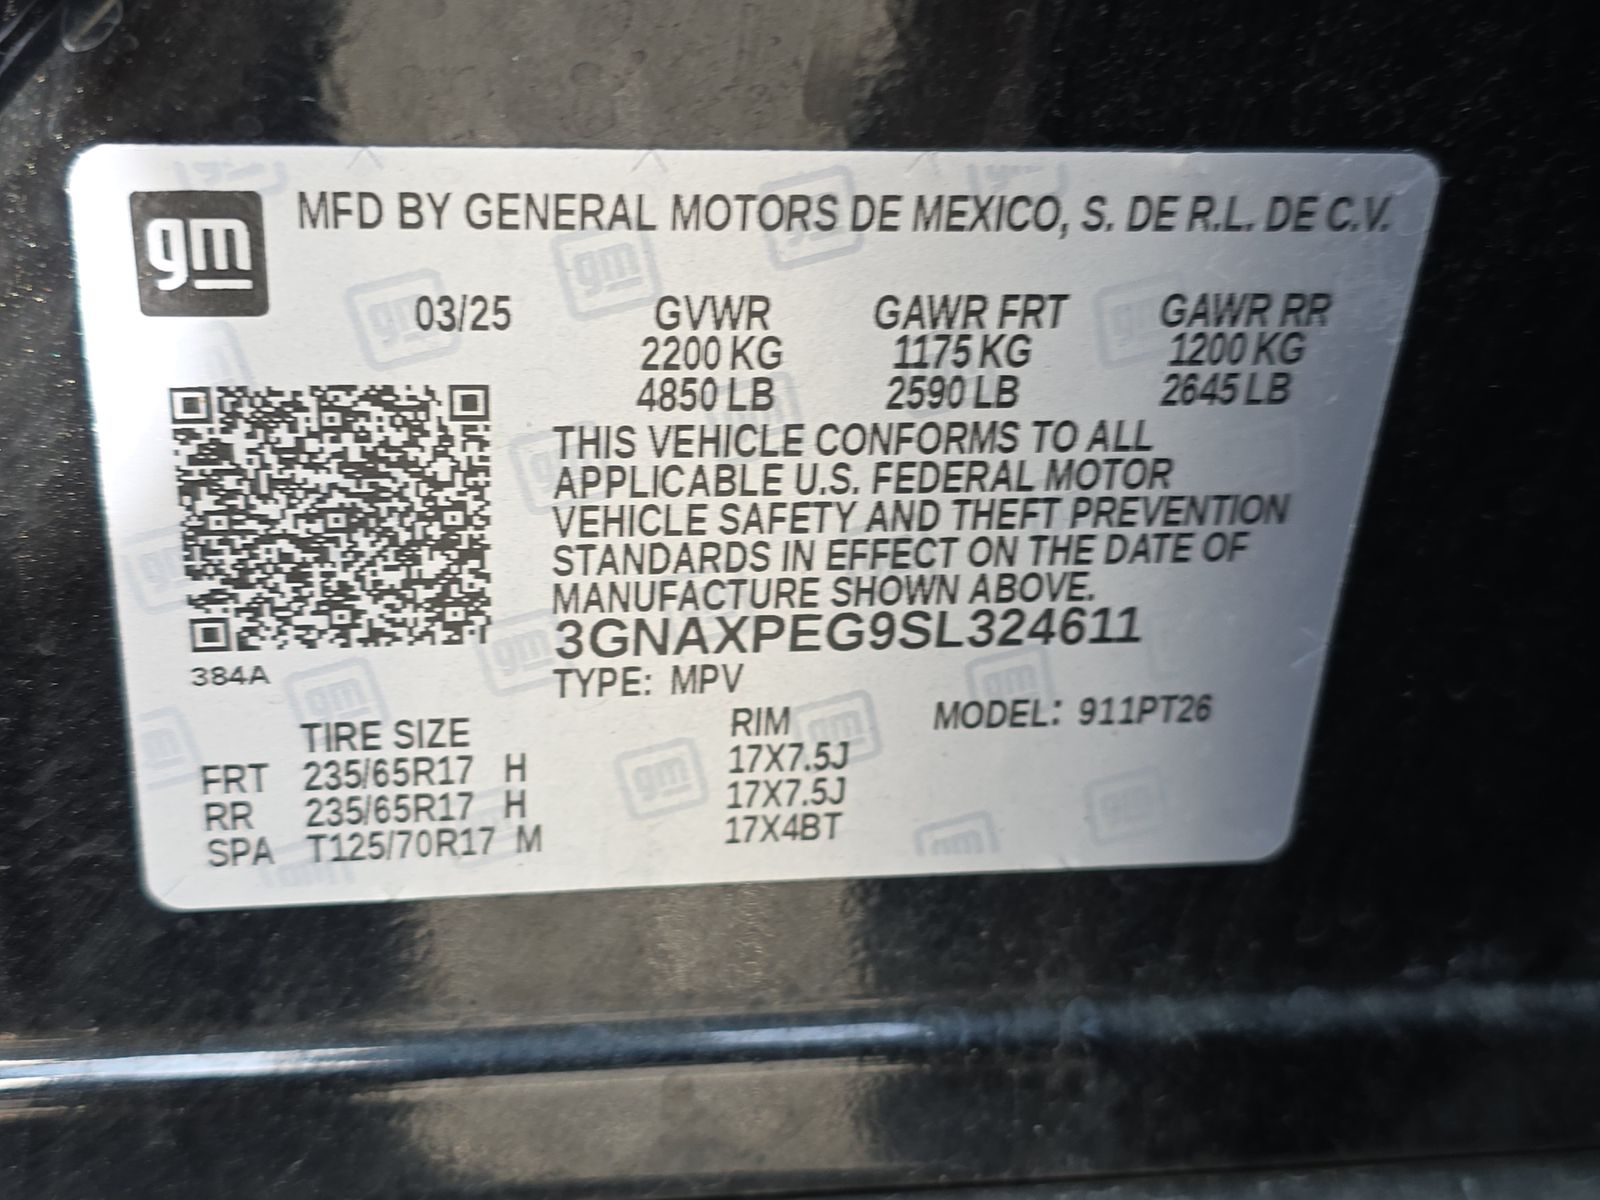 gm MFD BY GENERAL MOTORS DE MEXICO, S. DE R.L. DE C.V.
03/25 GVWR GAWR FRT GAWR RR
2200 KG 1175 KG 1200 KG
4850 LB 2590 LB 2645 LB
THIS VEHICLE CONFORMS TO ALL
APPLICABLE U.S. FEDERAL MOTOR
VEHICLE SAFETY AND THEFT PREVENTION
STANDARDS IN EFFECT ON THE DATE OF
MANUFACTURE SHOWN ABOVE.
3GNAXPEG9SL324611
384A
TYPE: MPV
TIRE SIZE RIM MODEL: 911PT26
FRT 235/65R17 H 17X7.5J
RR 235/65R17 H 17X7.5J
SPA T125/70R17 M 17X4BT